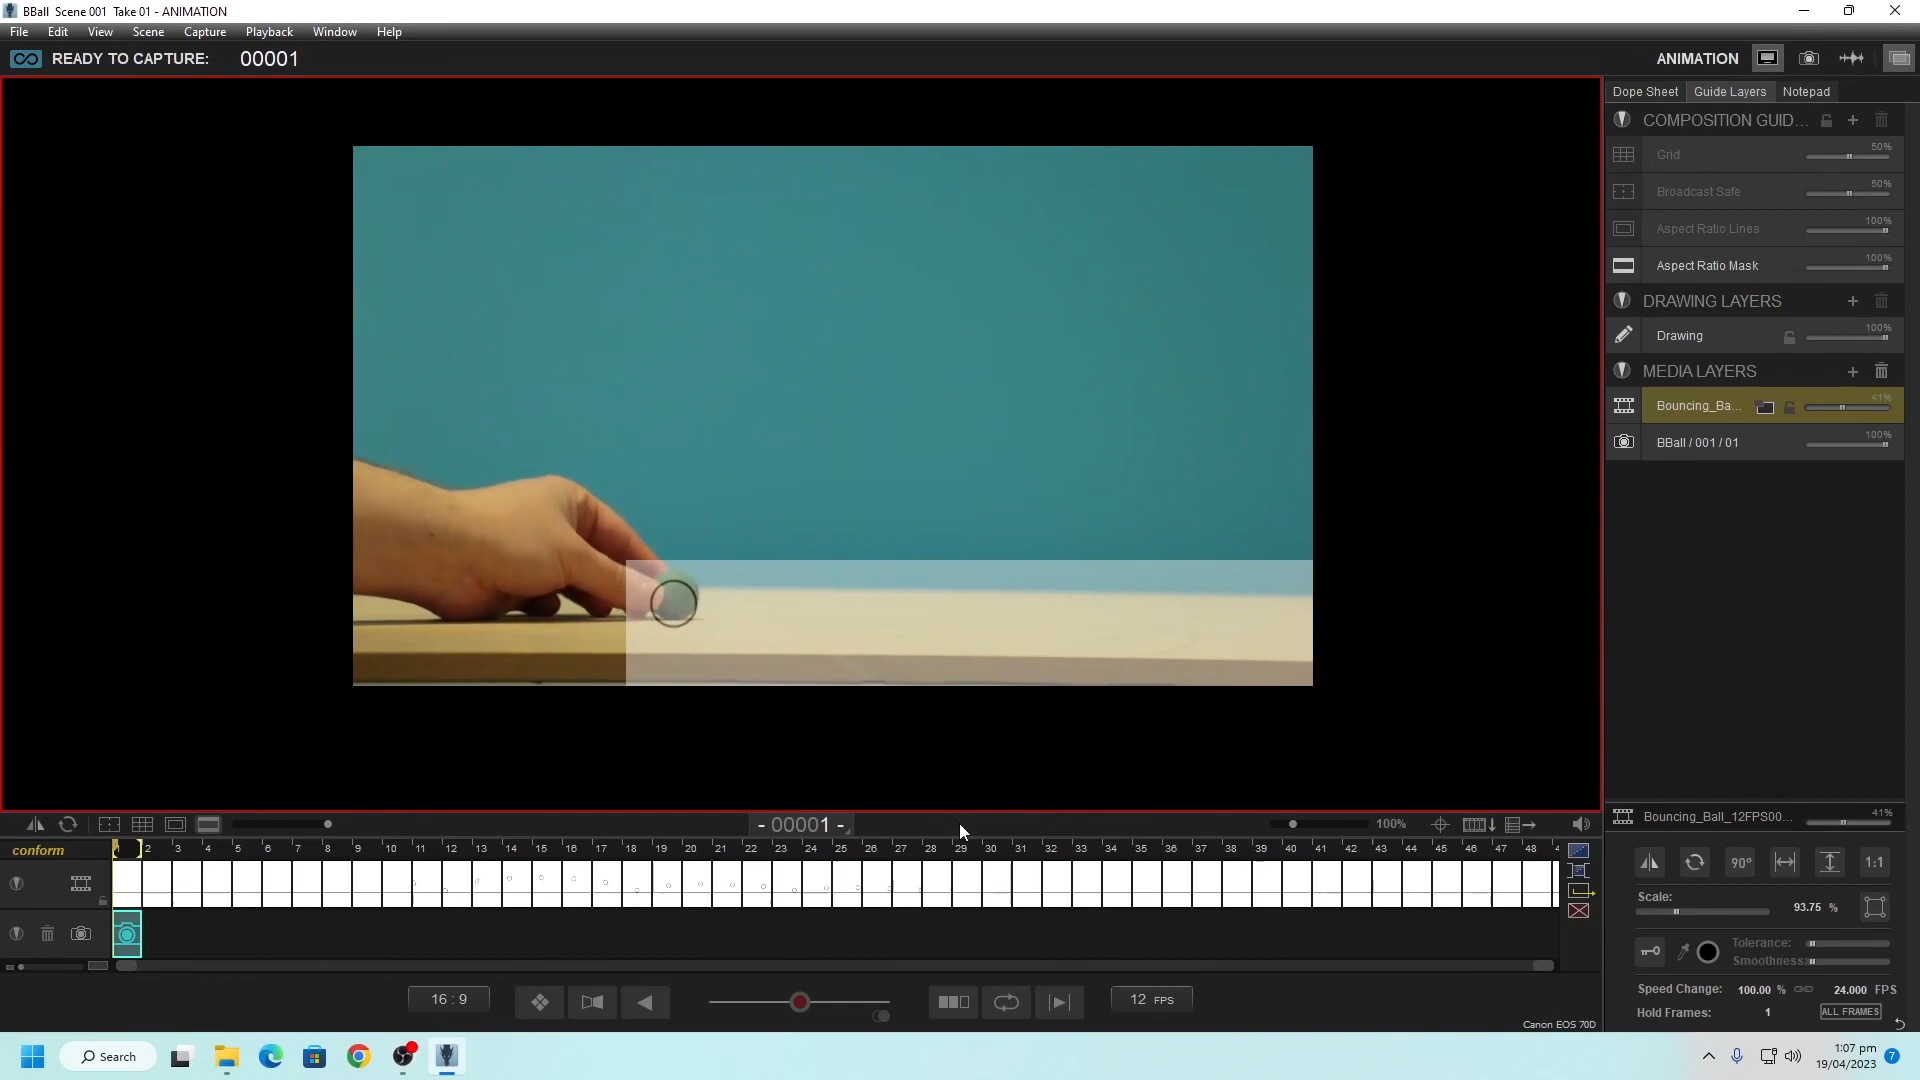 BBall  Scene 001  Take 01 - ANIMATION
File Edit View Scene Capture Playback Window Help
READY TO CAPTURE: 00001
ANIMATION
Dope Sheet Guide Layers Notepad
COMPOSITION GUID...
Grid 50%
Broadcast Safe 50%
Aspect Ratio Lines 100%
Aspect Ratio Mask 100%
DRAWING LAYERS
Drawing 100%
MEDIA LAYERS
Bouncing_Ba... 41%
BBall / 001 / 01 100%
- 00001 -
100%
Bouncing_Ball_12FPS00... 41%
conform
1 2 3 4 5 6 7 8 9 10 11 12 13 14 15 16 17 18 19 20 21 22 23 24 25 26 27 28 29 30 31 32 33 34 35 36 37 38 39 40 41 42 43 44 45 46 47 48
90° 1:1
Scale: 93.75 %
Tolerance:
Smoothness:
Speed Change: 100.00 % 24.000 FPS
Hold Frames: 1 ALL FRAMES
16 : 9
12 FPS
Canon EOS 70D
Search
1:07 pm
19/04/2023
7